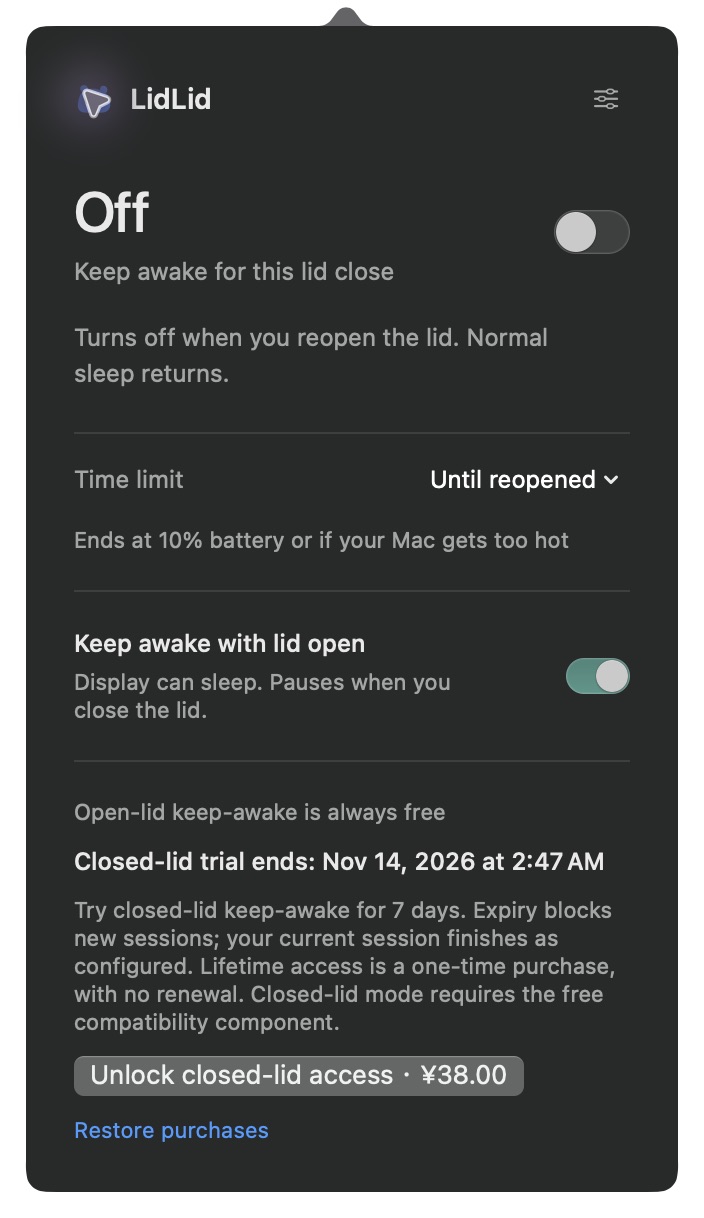 LidLid
Off
Keep awake for this lid close
Turns off when you reopen the lid. Normal
sleep returns.
Time limit
Until reopened
Ends at 10% battery or if your Mac gets too hot
Keep awake with lid open
Display can sleep. Pauses when you
close the lid.
Open-lid keep-awake is always free
Closed-lid trial ends: Nov 14, 2026 at 2:47 AM
Try closed-lid keep-awake for 7 days. Expiry blocks
new sessions; your current session finishes as
configured. Lifetime access is a one-time purchase,
with no renewal. Closed-lid mode requires the free
compatibility component.
Unlock closed-lid access · ¥38.00
Restore purchases